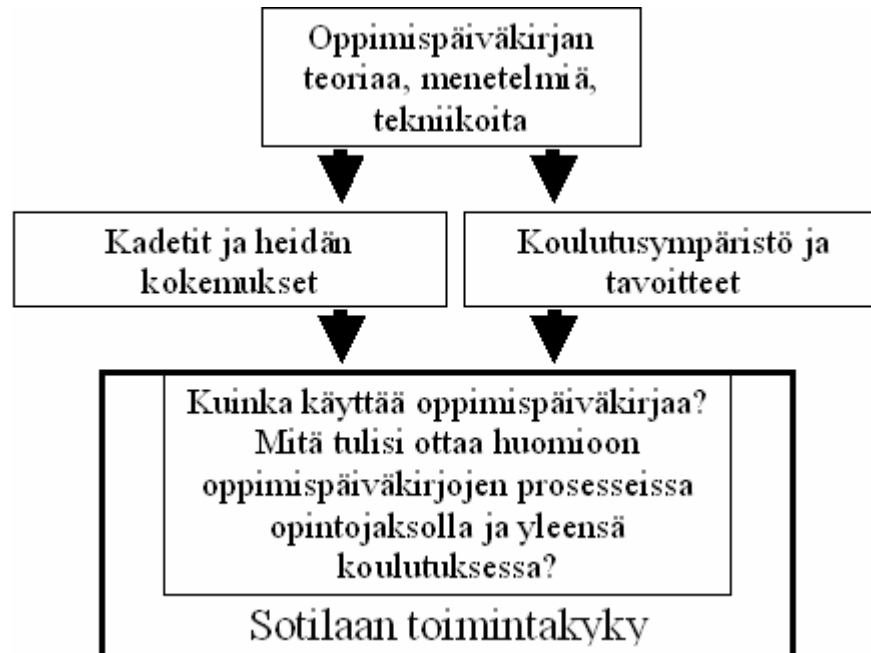 Oppimispäiväkirjan
teoriaa, menetelmiä,
tekniikoita
Kadetit ja heidän
kokemukset
Koulutusympäristö ja
tavoitteet
Kuinka käyttää oppimispäiväkirjaa?
Mitä tulisi ottaa huomioon
oppimispäiväkirjojen prosesseissa
opintojaksolla ja yleensä
koulutuksessa?
Sotilaan toimintakyky